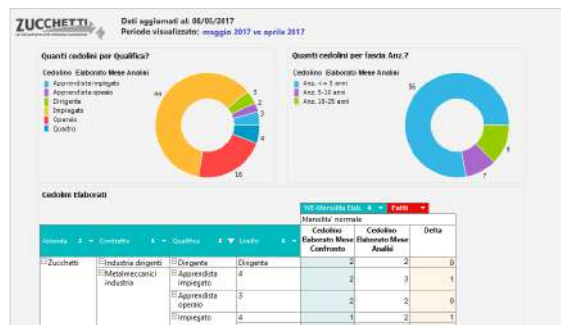 ZUCCHETTI
Dati aggiornati al: 08/05/2017
Periodo visualizzato: maggio 2017 vs aprile 2017
Quanti cedolini per Qualifica?
Cedolino Elaborato Mese Analisi
Apprendista impiegato
Apprendista operaio
Dirigente
Impiegato
Operaio
Quadro
44
3
2
3
4
16
Quanti cedolini per fascia Anz.?
Cedolino Elaborato Mese Analisi
Anz. <= 5 anni
Anz. 5-10 anni
Anz. 10-25 anni
56
9
7
Cedolini Elaborati
Fatti
Mensilita' normale
Azienda Contratto Qualifica Livello
Cedolino Elaborato Mese Confronto
Cedolino Elaborato Mese Analisi
Delta
Zucchetti Industria dirigenti Dirigente Dirigente 2 2 0
Metalmeccanici industria Apprendista impiegato 4 2 3 1
Apprendista operaio 3 2 2 0
Impiegato 4 1 2 1